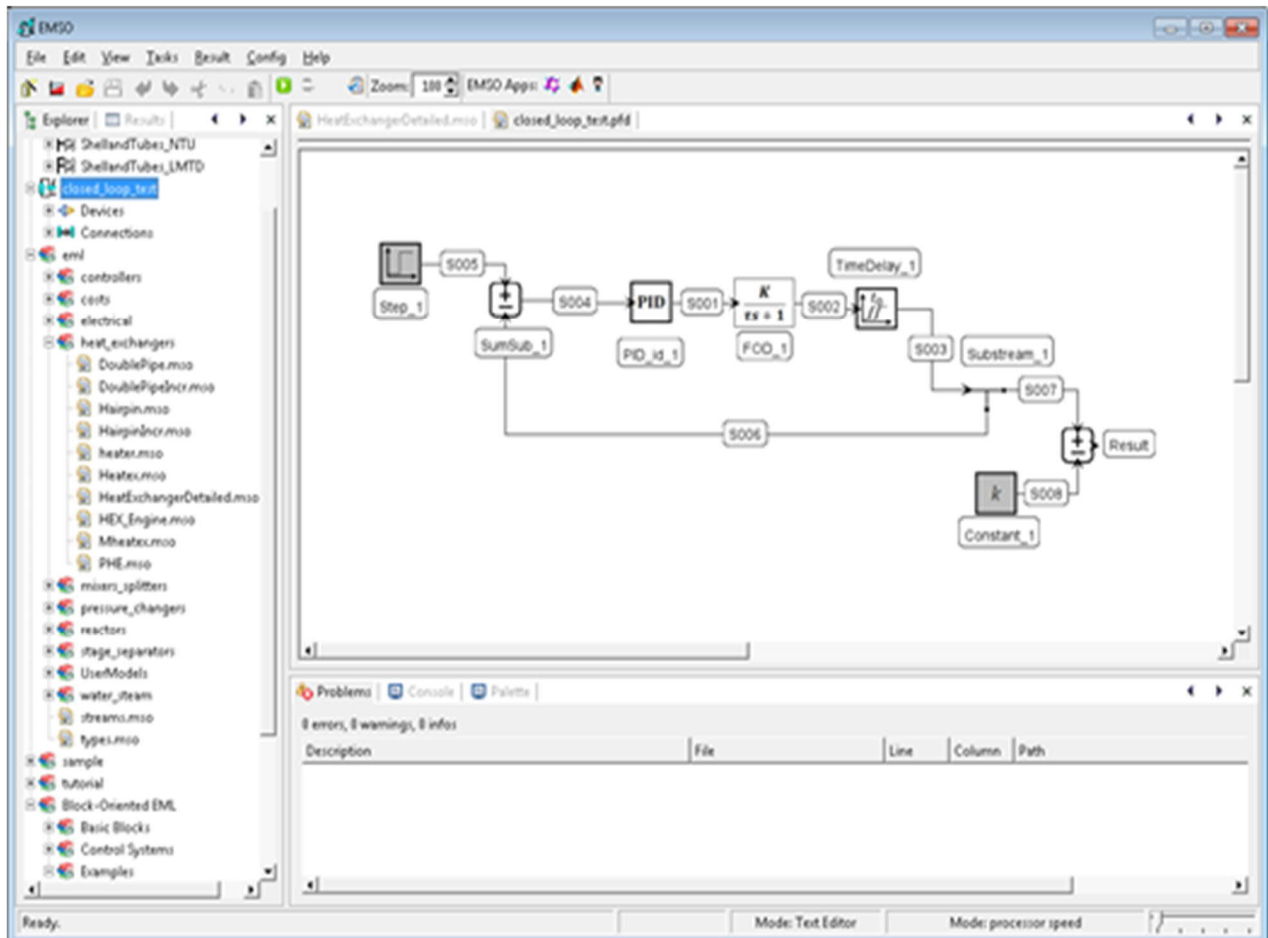 EMSO
File Edit View Tasks Result Config Help
Zoom: 100 EMSO Apps:
Explorer Results
HeatExchangerDetailed.mso closed_loop_test.pfd
ShellandTubes_NTU
ShellandTubes_LMTD
closed_loop_test
Devices
Connections
eml
controllers
costs
electrical
heat_exchangers
DoublePipe.mso
DoublePipeIncr.mso
Hairpin.mso
HairpinIncr.mso
heater.mso
Heatex.mso
HeatExchangerDetailed.mso
HEX_Engine.mso
Mheatex.mso
PHE.mso
mixers_splitters
pressure_changers
reactors
stage_separators
UserModels
water_steam
streams.mso
types.mso
sample
tutorial
Block-Oriented EML
Basic Blocks
Control Systems
Examples
TimeDelay_1
S005
Step_1
S004
PID
S001
K
τs + 1
S002
SumSub_1
PID_id_1
FOD_1
S003
Substream_1
S007
S006
Result
k
S008
Constant_1
Problems Console Palette
0 errors, 0 warnings, 0 infos
Description File Line Column Path
Ready. Mode: Text Editor Mode: processor speed